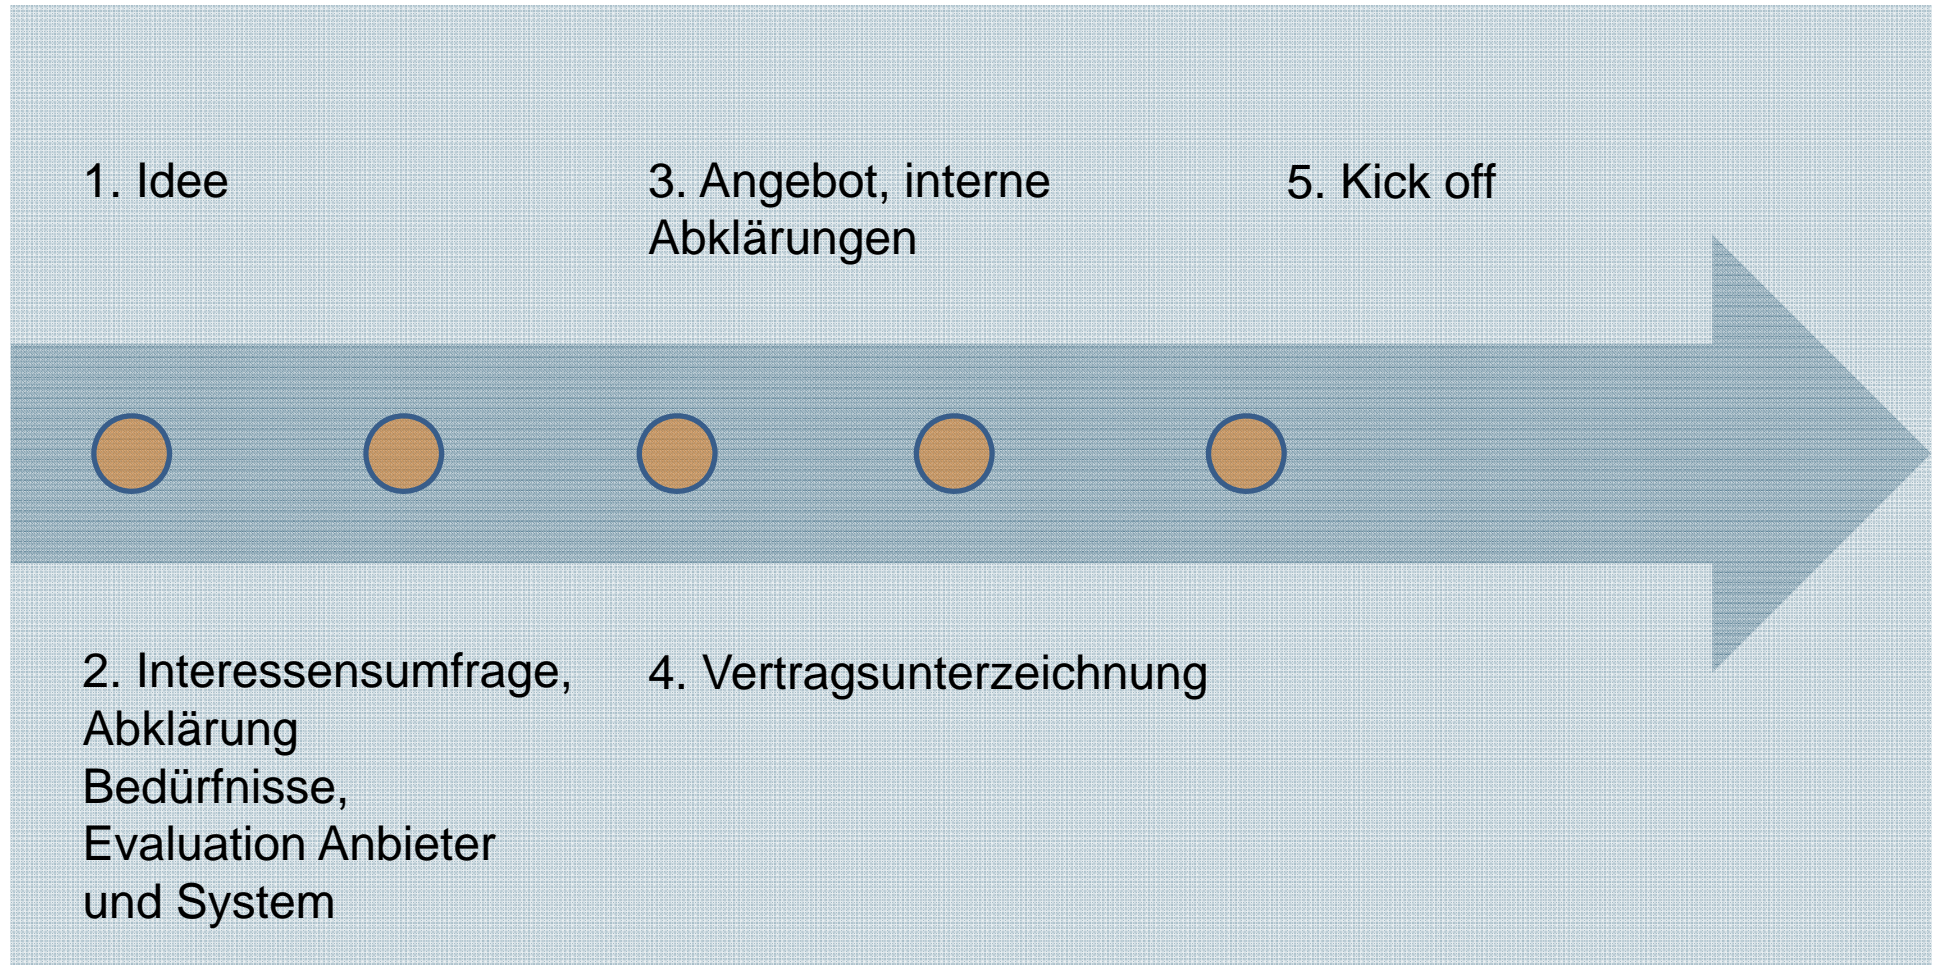 1. Idee
3. Angebot, interne
Abklärungen
5. Kick off
2. Interessensumfrage,
Abklärung
Bedürfnisse,
Evaluation Anbieter
und System
4. Vertragsunterzeichnung